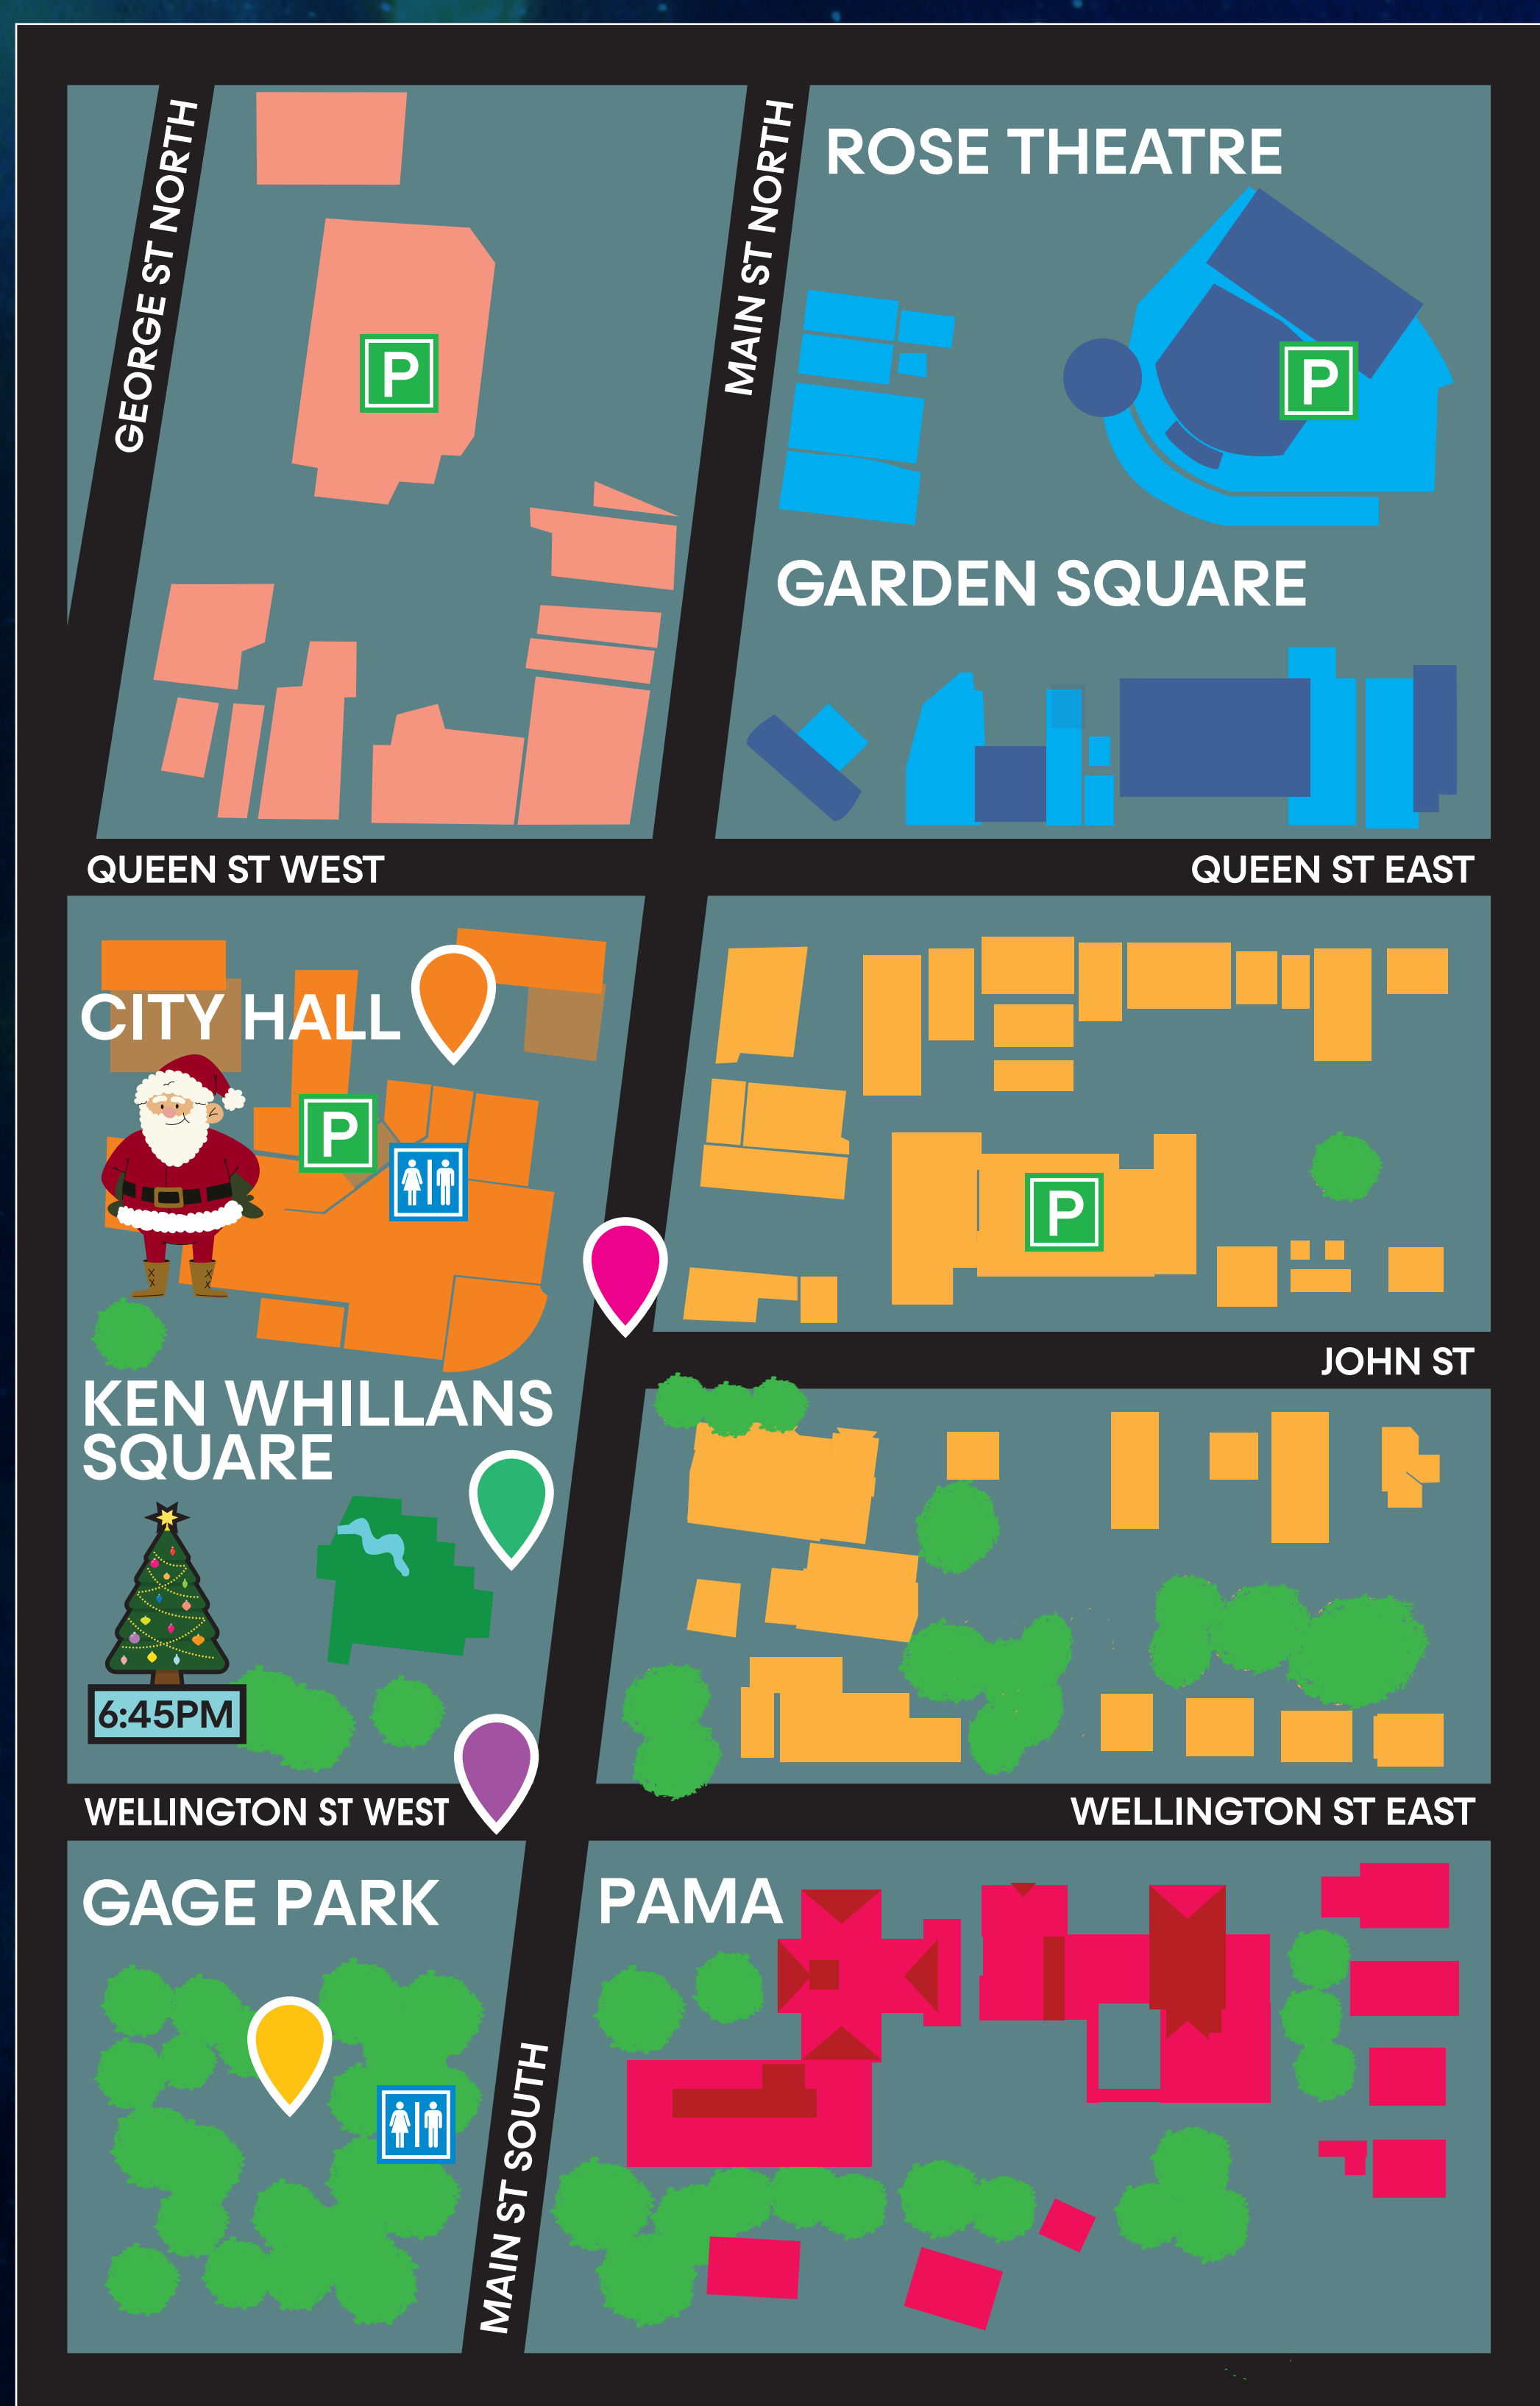 GEORGE ST NORTH
MAIN ST NORTH
ROSE THEATRE
P
P
GARDEN SQUARE
QUEEN ST WEST
QUEEN ST EAST
CITY HALL
P
P
JOHN ST
KEN WHILLANS
SQUARE
6:45PM
WELLINGTON ST WEST
WELLINGTON ST EAST
GAGE PARK
PAMA
MAIN ST SOUTH